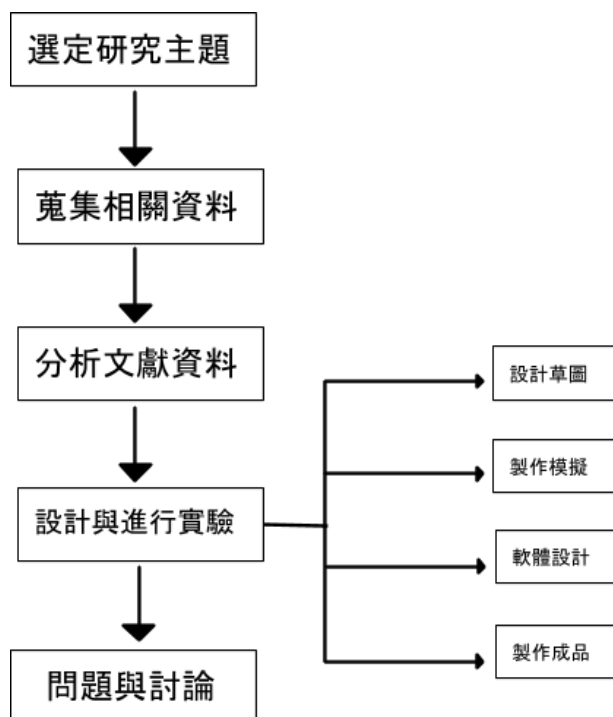 選定研究主題
蒐集相關資料
分析文獻資料
設計與進行實驗
問題與討論
設計草圖
製作模擬
軟體設計
製作成品